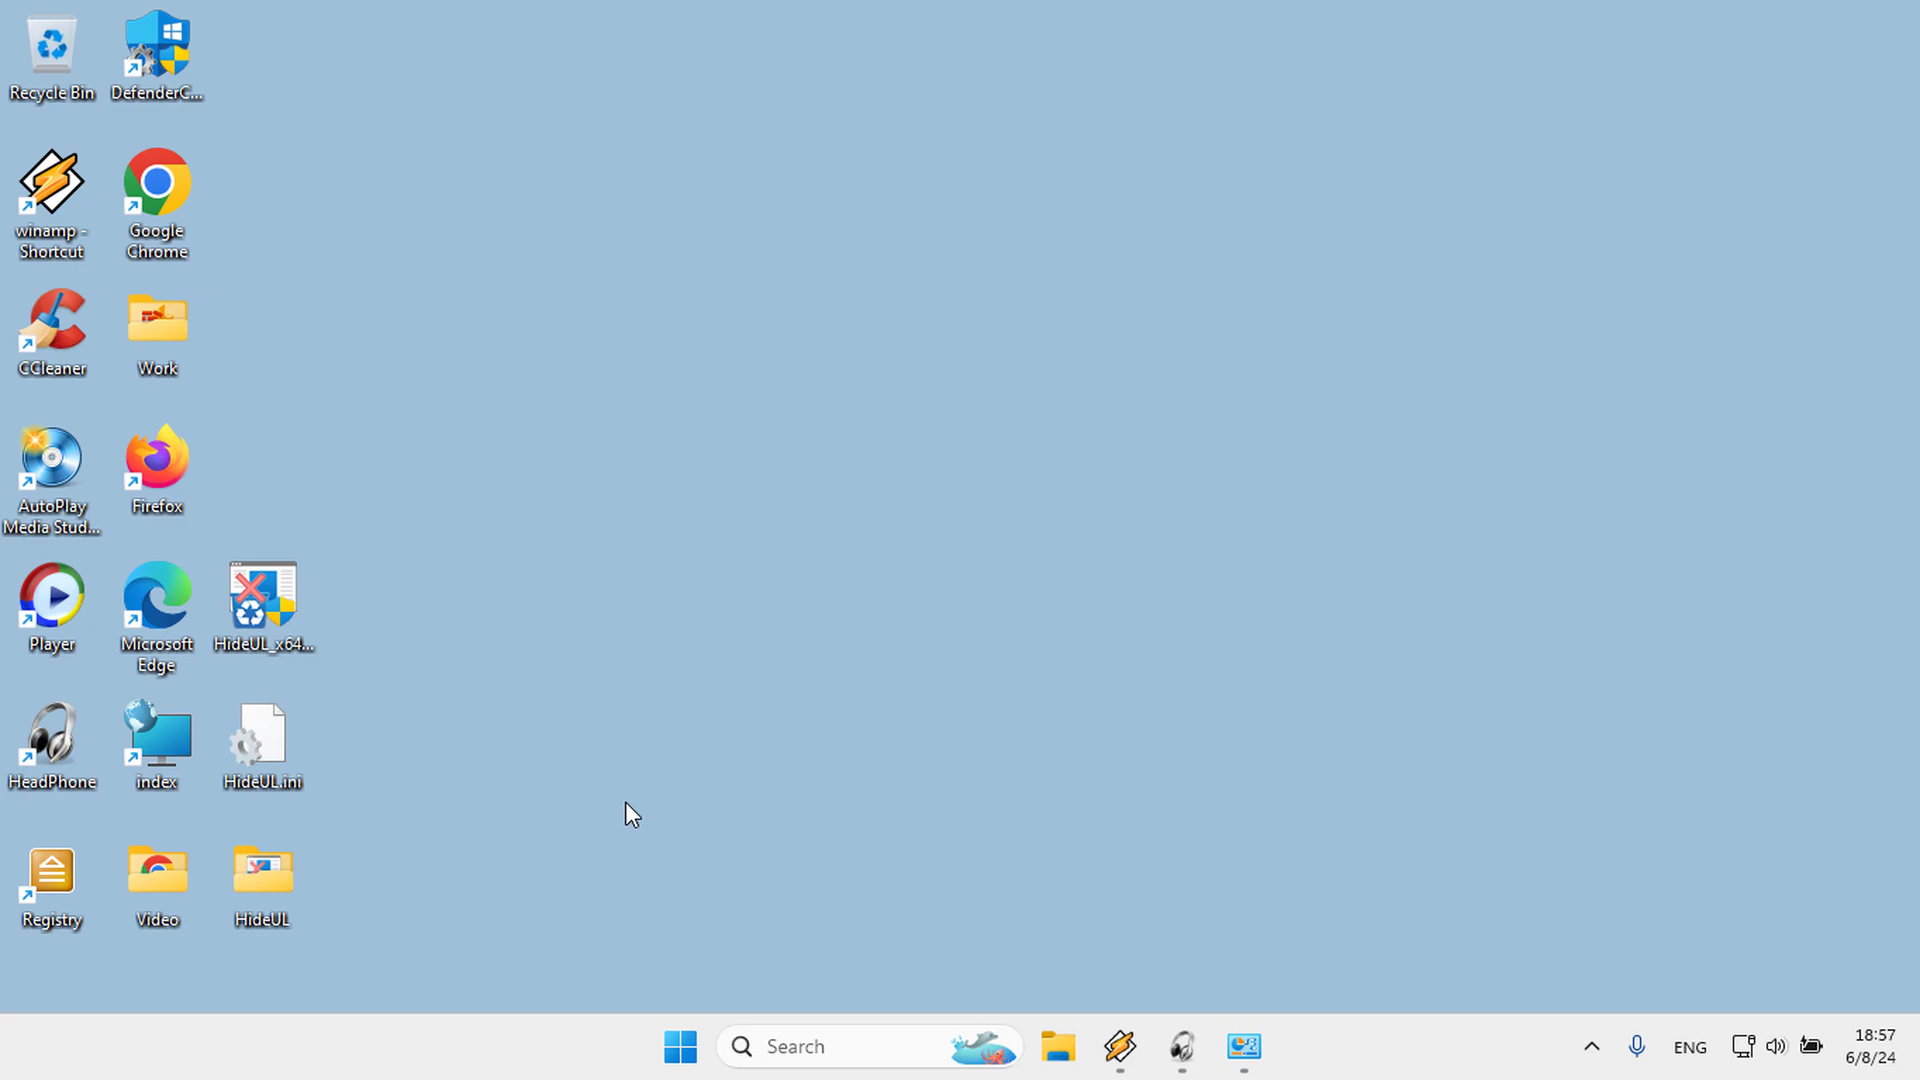 Recycle Bin
DefenderC...
winamp -
Shortcut
Google
Chrome
CCleaner
Work
AutoPlay
Media Stud...
Firefox
Player
Microsoft
Edge
HideUL_x64...
HeadPhone
index
HideUL.ini
Registry
Video
HideUL
Search
ENG
18:57
6/8/24